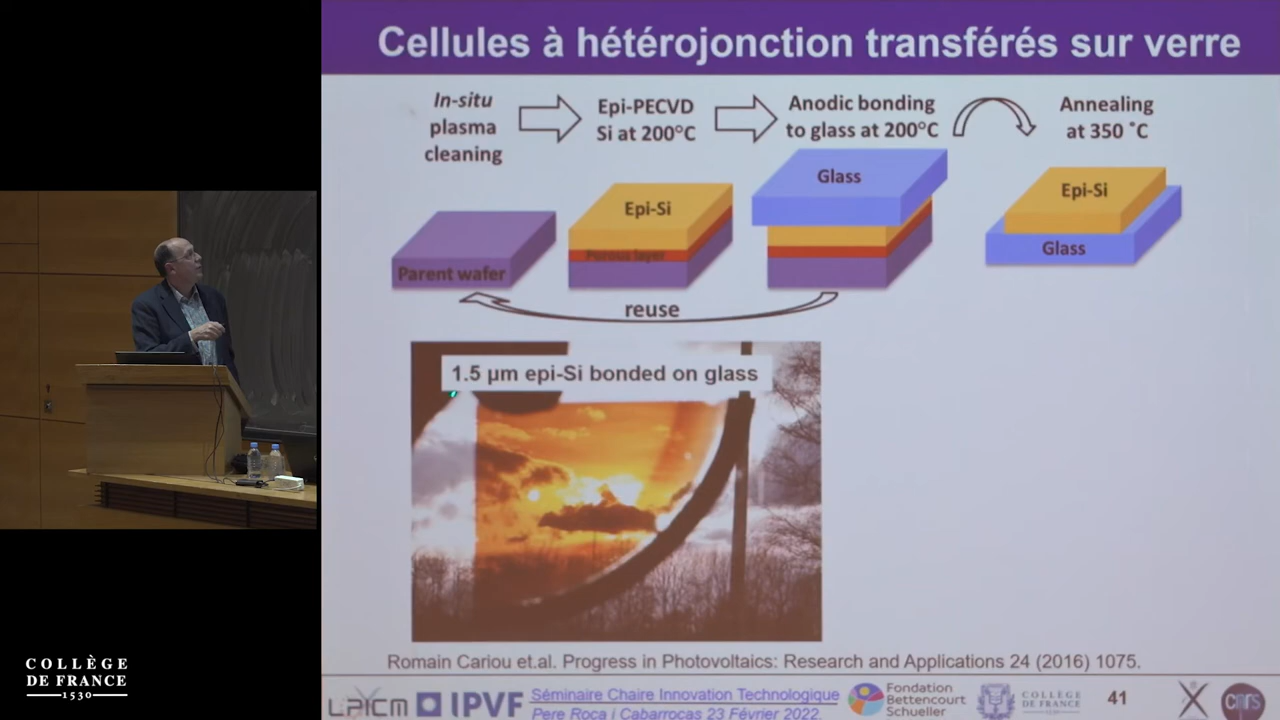 Cellules à hétérojonction transférés sur verre
In-situ
plasma
cleaning
Epi-PECVD
Si at 200°C
Anodic bonding
to glass at 200°C
Annealing
at 350 ˚C
Parent wafer
Epi-Si
Porous layer
Glass
Epi-Si
Glass
reuse
1.5 µm epi-Si bonded on glass
Romain Cariou et.al. Progress in Photovoltaics: Research and Applications 24 (2016) 1075.
LPICM
IPVF
Séminaire Chaire Innovation Technologique
Pere Roca i Cabarrocas 23 Février 2022.
Fondation
Bettencourt
Schueller
COLLÈGE
DE FRANCE
41
X
cnrs
COLLÈGE
DE FRANCE
1530